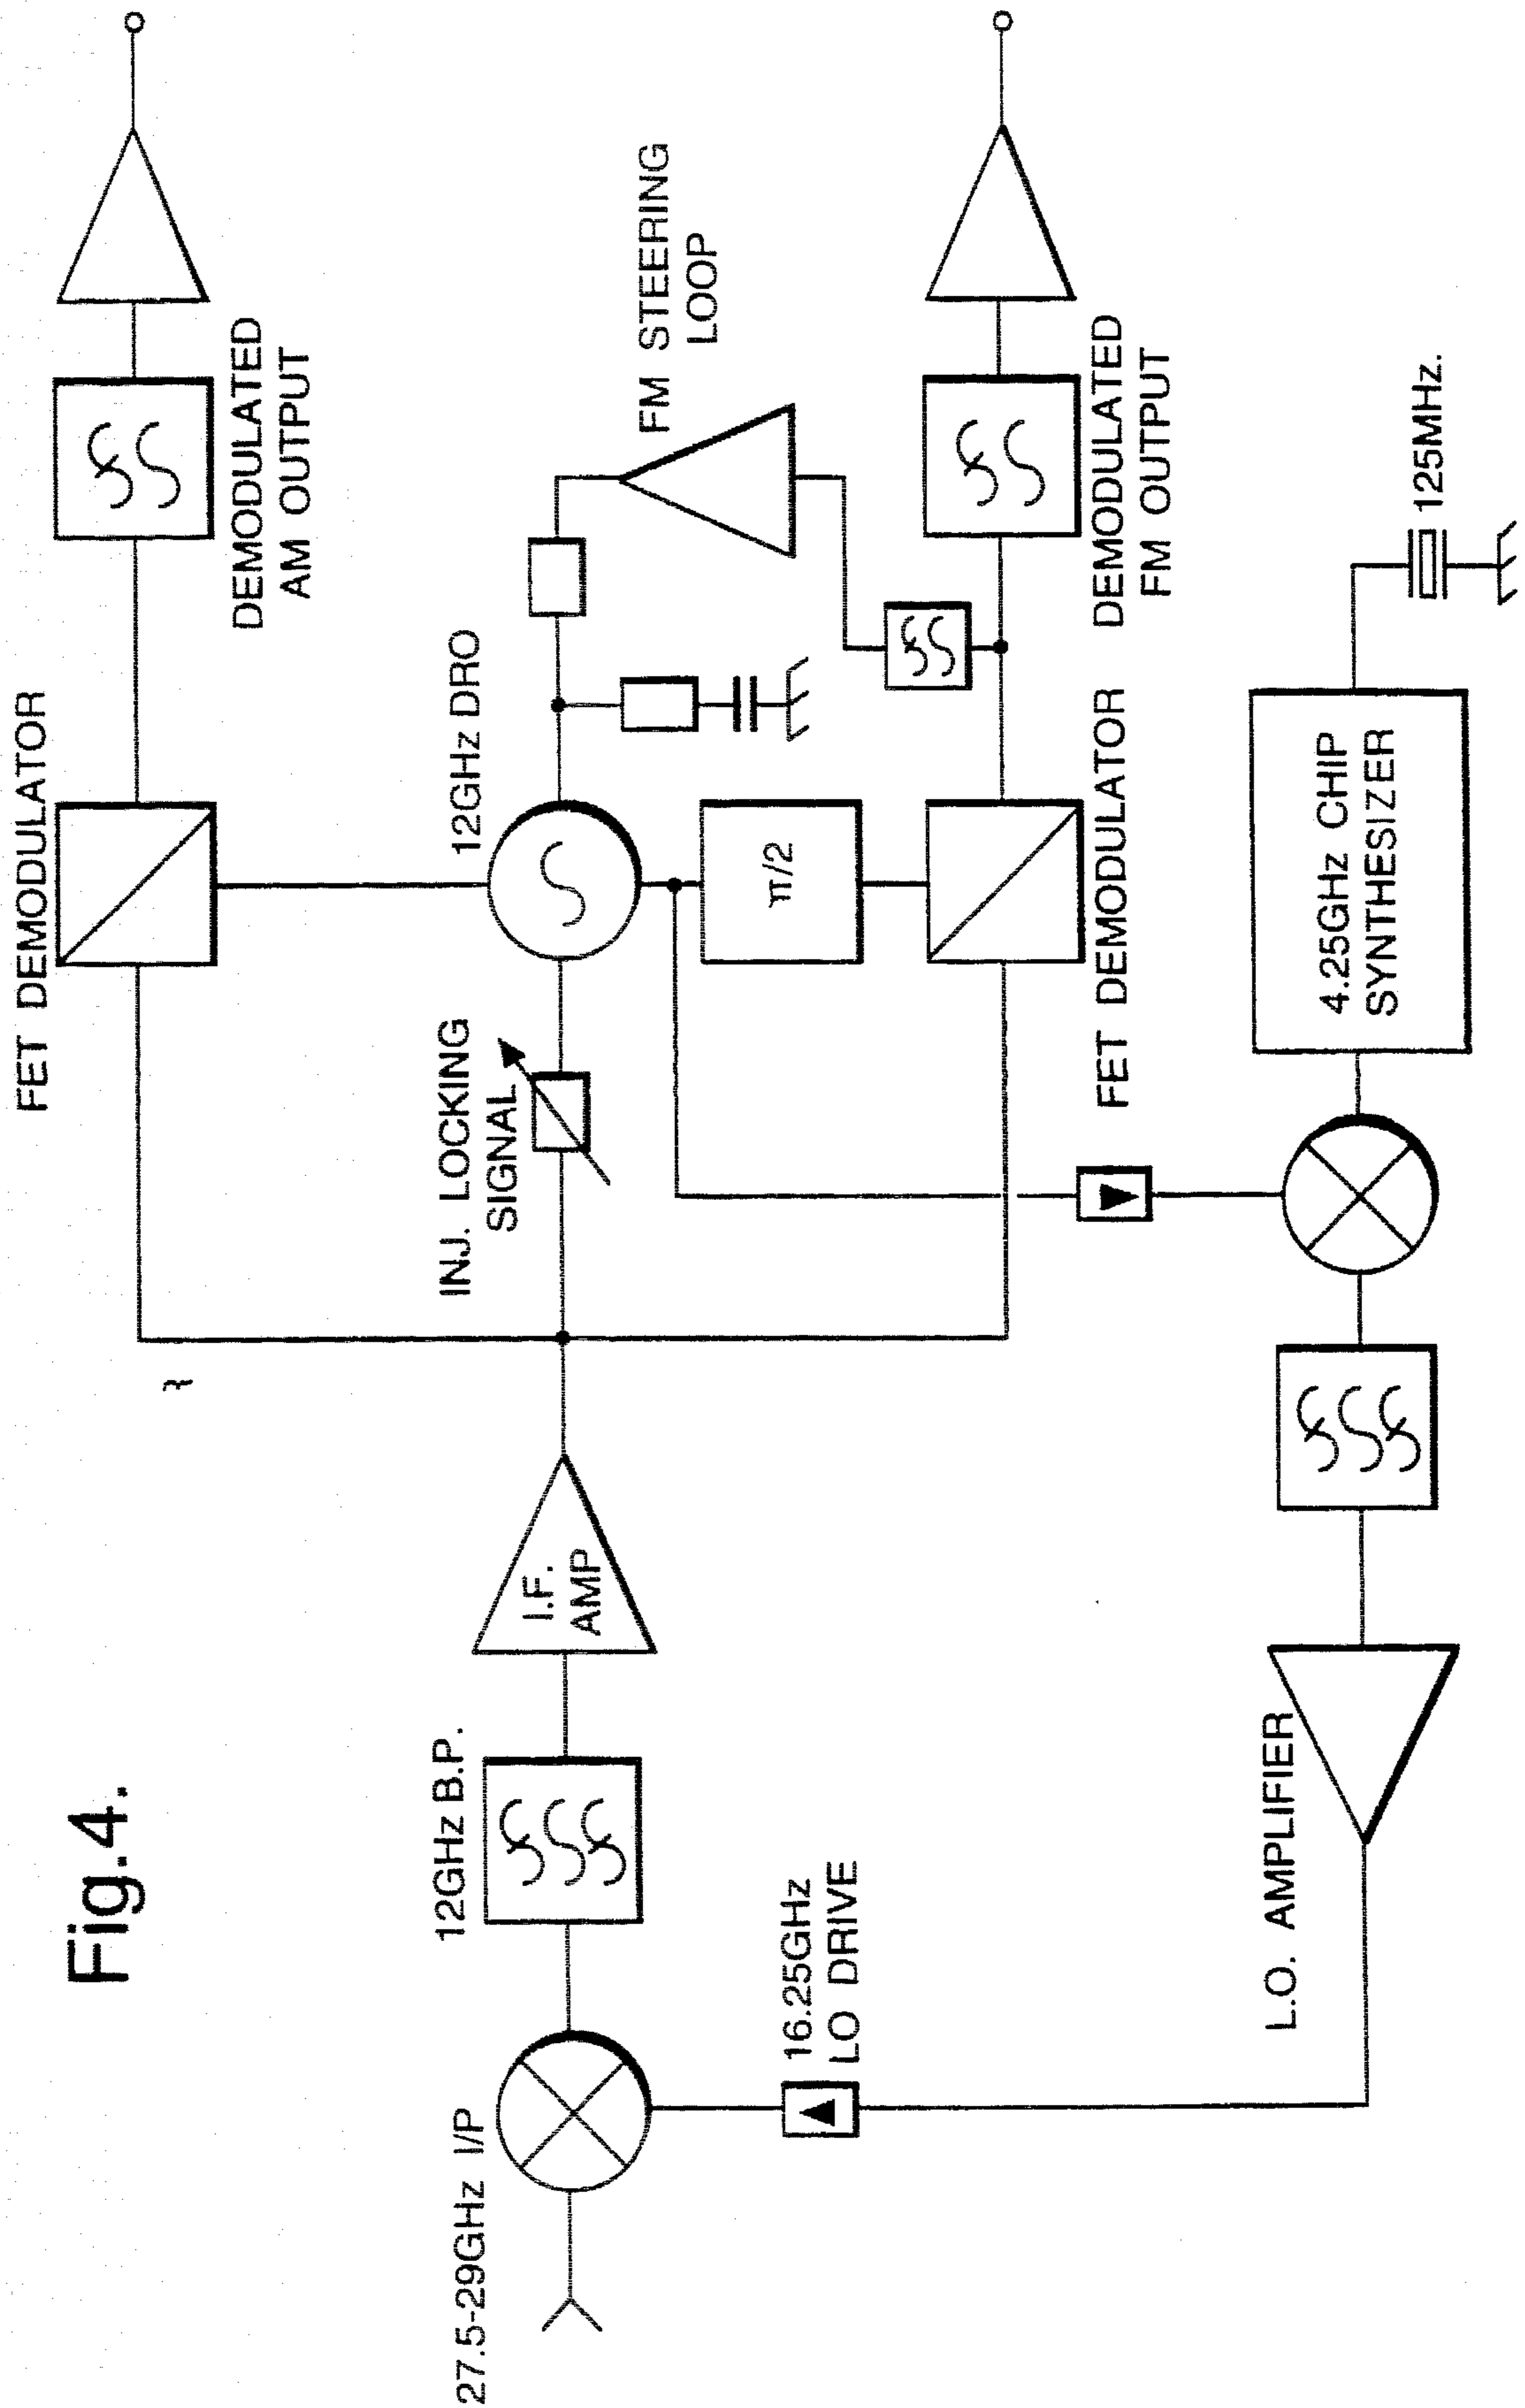 Fig.4.
FET DEMODULATOR
DEMODULATED
AM OUTPUT
27.5-29GHz I/P
12GHz B.P.
I.F.
AMP
INJ. LOCKING
SIGNAL
12GHz DRO
FM STEERING
LOOP
π/2
16.25GHz
LO DRIVE
FET DEMODULATOR
DEMODULATED
FM OUTPUT
L.O. AMPLIFIER
4.25GHz CHIP
SYNTHESIZER
125MHz.